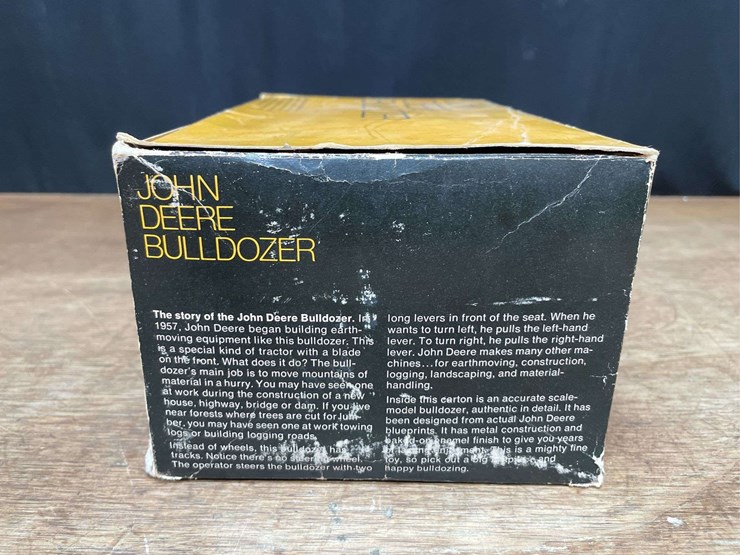 JOHN
DEERE
BULLDOZER
The story of the John Deere Bulldozer. In
1957, John Deere began building earth-
moving equipment like this bulldozer. This
is a special kind of tractor with a blade
on the front. What does it do? The bull-
dozer's main job is to move mountains of
material in a hurry. You may have seen one
at work during the construction of a new
house, highway, bridge or dam. If you live
near forests where trees are cut for lum-
ber, you may have seen one at work towing
logs or building logging roads.
Instead of wheels, this bulldozer has
tracks. Notice there's no steering wheel.
The operator steers the bulldozer with two
long levers in front of the seat. When he
wants to turn left, he pulls the left-hand
lever. To turn right, he pulls the right-hand
lever. John Deere makes many other ma-
chines...for earthmoving, construction,
logging, landscaping, and material-
handling.
Inside this carton is an accurate scale-
model bulldozer, authentic in detail. It has
been designed from actual John Deere
blueprints. It has metal construction and
enamel finish to give you years
is a mighty fine
toy, so pick out a big and
happy bulldozing.